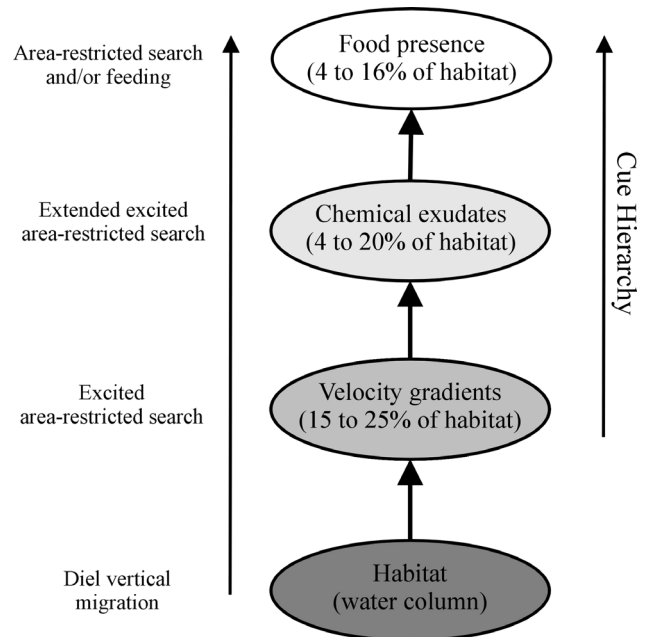 Area-restricted search
and/or feeding
Food presence
(4 to 16% of habitat)
Extended excited
area-restricted search
Chemical exudates
(4 to 20% of habitat)
Cue Hierarchy
Excited
area-restricted search
Velocity gradients
(15 to 25% of habitat)
Diel vertical
migration
Habitat
(water column)